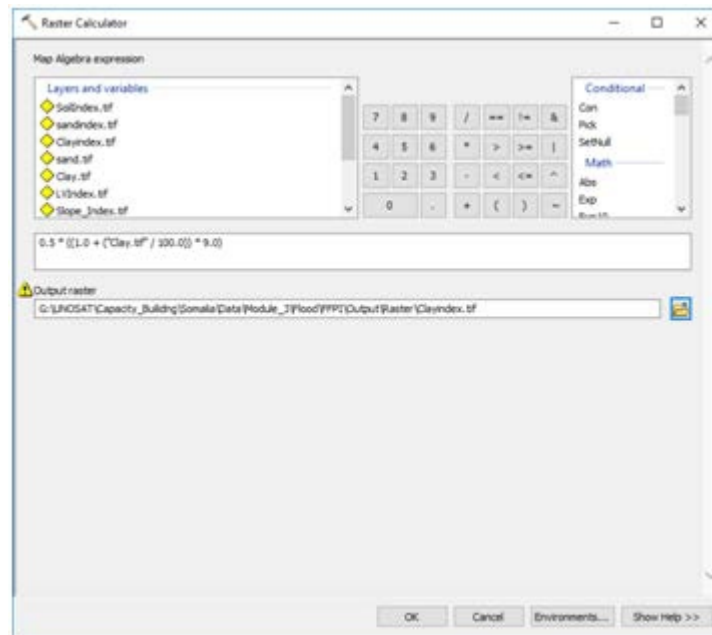 Raster Calculator
Map Algebra expression
Layers and variables
SoilIndex.tif
sandindex.tif
Clayindex.tif
sand.tif
Clay.tif
LVIndex.tif
Slope_Index.tif
7 8 9 / == != &
4 5 6 * > >= |
1 2 3 - < <= ^
0 . + ( ) ~
Conditional
Con
Pick
SetNull
Math
Abs
Exp
0.5 * ((1.0 + ("Clay.tif" / 100.0)) * 9.0)
Output raster
G:\UNOSAT\Capacity_Building\Somalia\Data\Module_3\Flood\FFPI\Output\Raster\Clayindex.tif
OK
Cancel
Environments...
Show Help >>